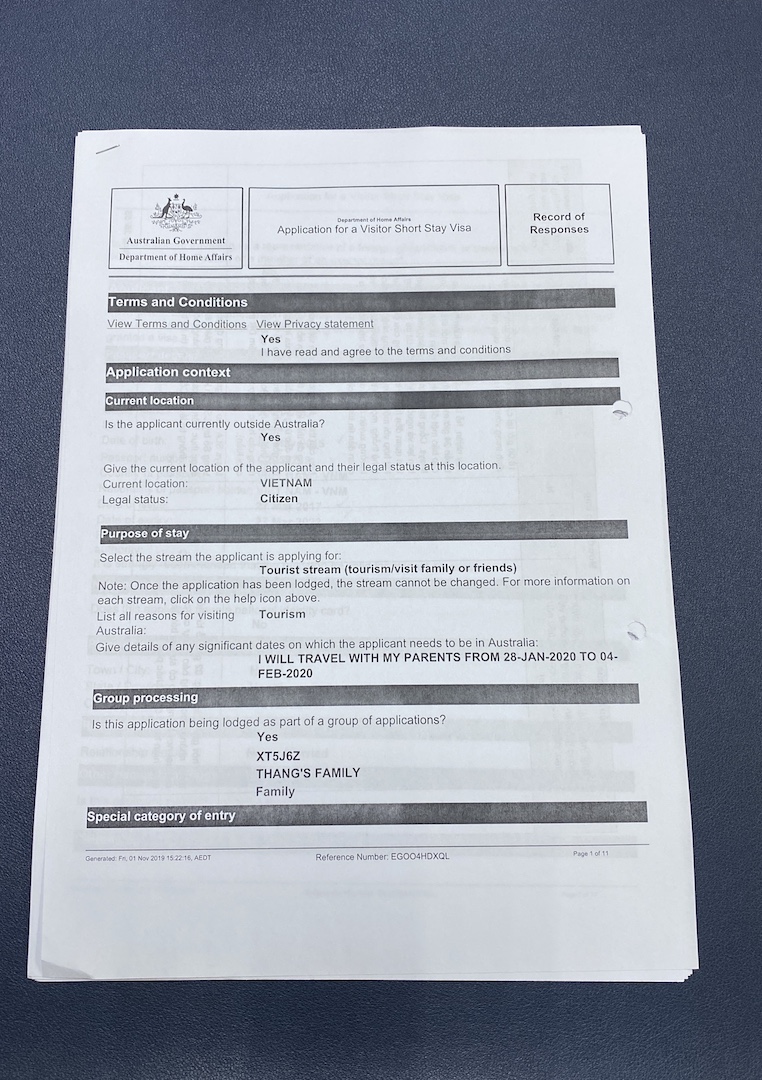 Australian Government
Department of Home Affairs
Department of Home Affairs
Application for a Visitor Short Stay Visa
Record of
Responses
Terms and Conditions
View Terms and Conditions View Privacy statement
Yes
I have read and agree to the terms and conditions
Application context
Current location
Is the applicant currently outside Australia?
Yes
Give the current location of the applicant and their legal status at this location.
Current location: VIETNAM
Legal status: Citizen
Purpose of stay
Select the stream the applicant is applying for:
Tourist stream (tourism/visit family or friends)
Note: Once the application has been lodged, the stream cannot be changed. For more information on
each stream, click on the help icon above.
List all reasons for visiting Tourism
Australia:
Give details of any significant dates on which the applicant needs to be in Australia:
I WILL TRAVEL WITH MY PARENTS FROM 28-JAN-2020 TO 04-
FEB-2020
Group processing
Is this application being lodged as part of a group of applications?
Yes
XT5J6Z
THANG'S FAMILY
Family
Special category of entry
Generated: Fri, 01 Nov 2019 15:22:16, AEDT Reference Number: EGOO4HDXQL Page 1 of 11